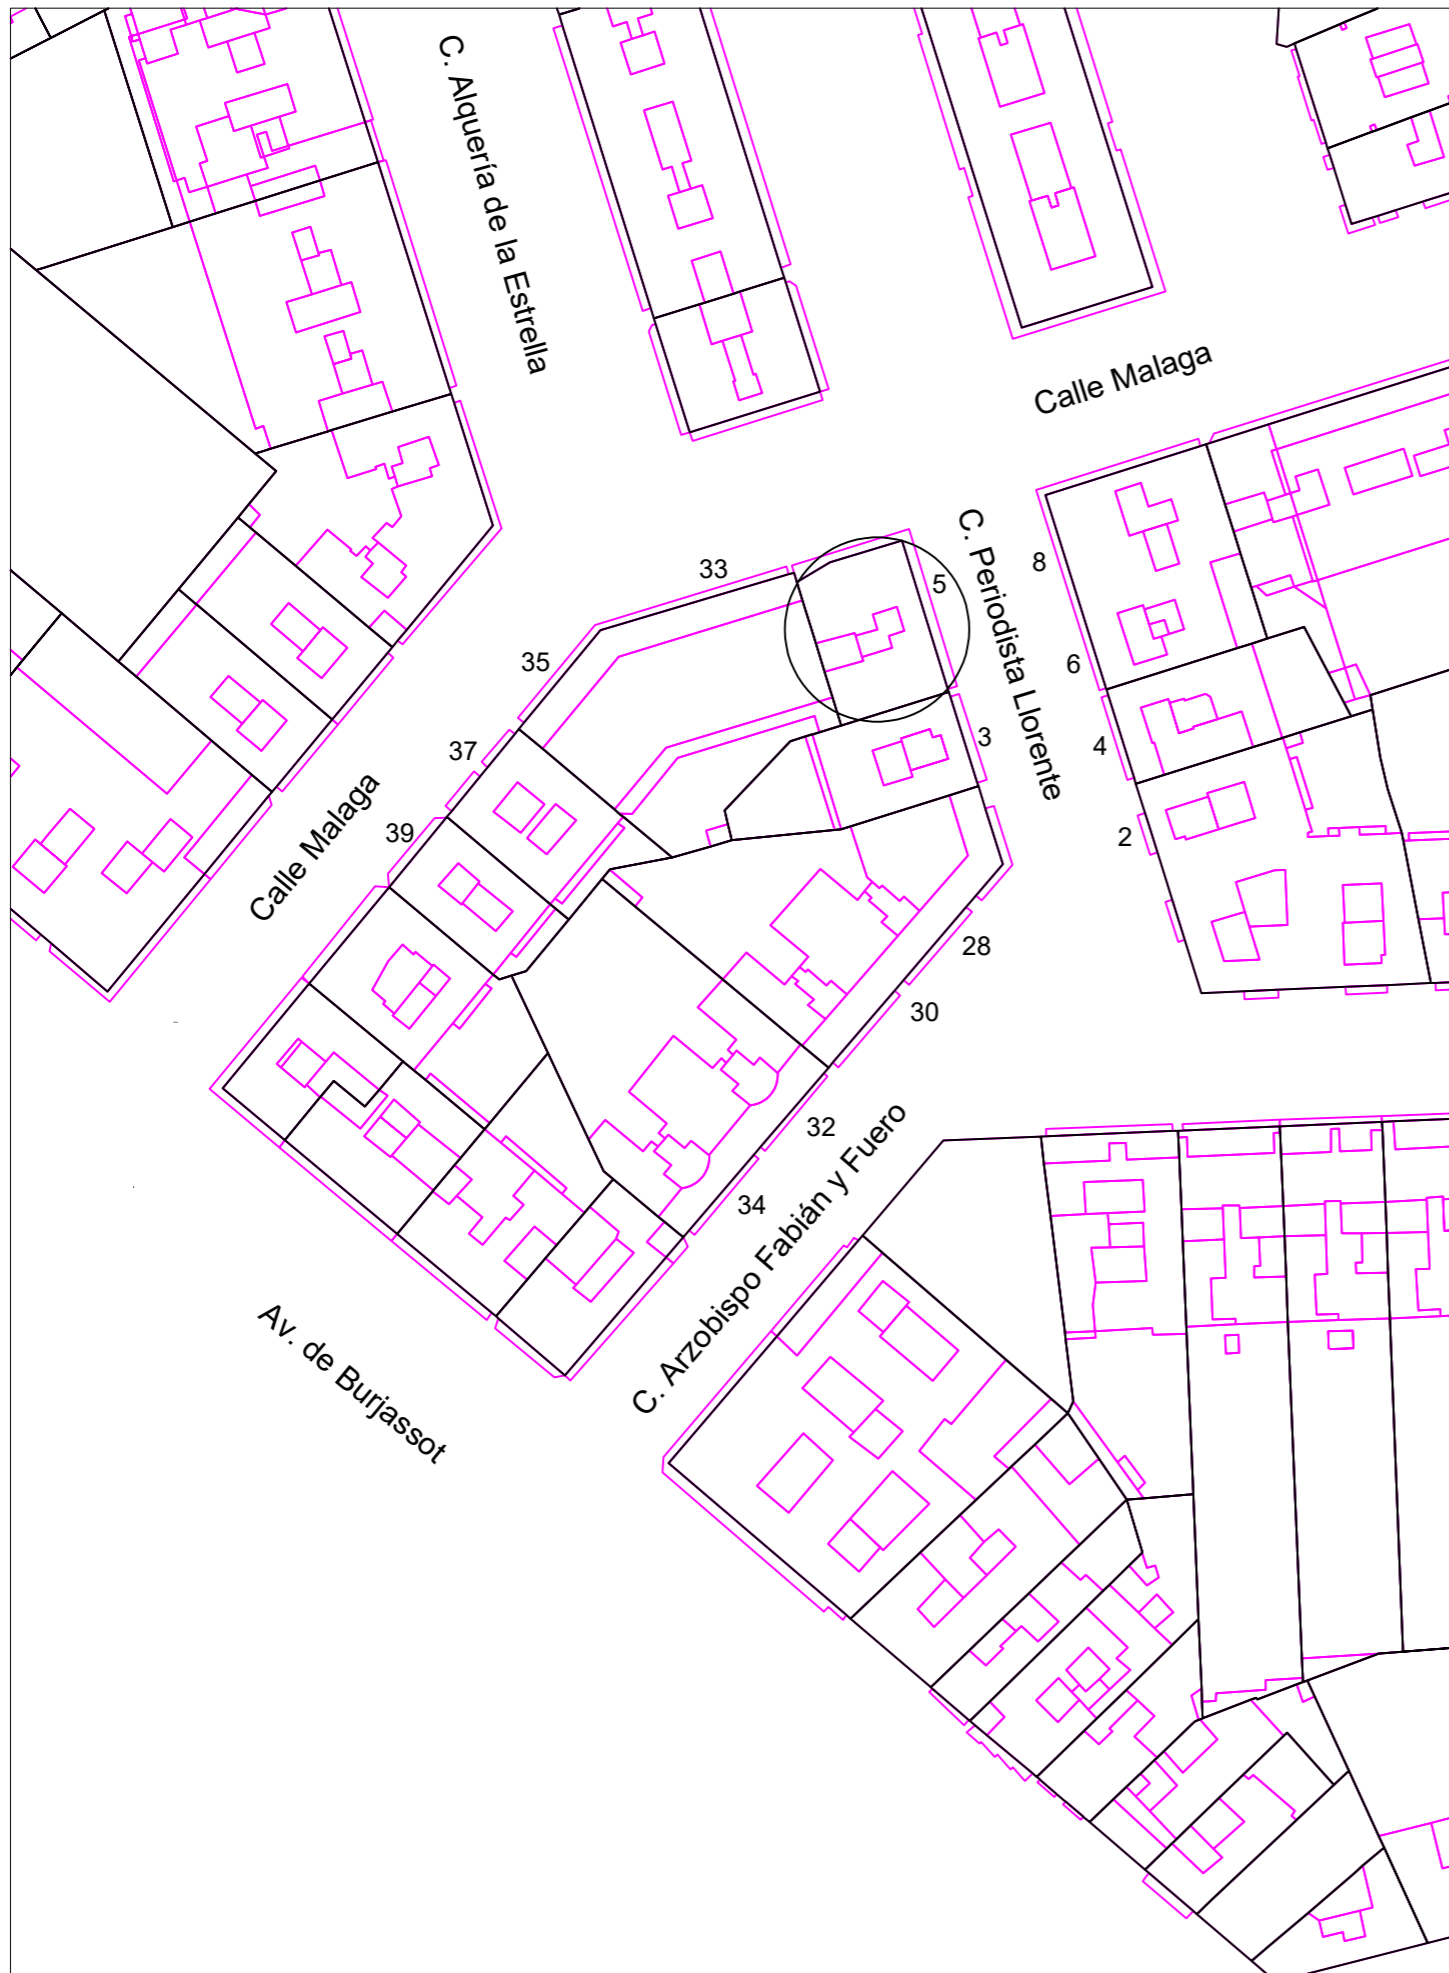 C. Alquería de la Estrella
Calle Malaga
C. Periodista Llorente
33
5
8
35
6
37
3
4
39
2
Calle Malaga
28
30
32
34
C. Arzobispo Fabián y Fuero
Av. de Burjassot